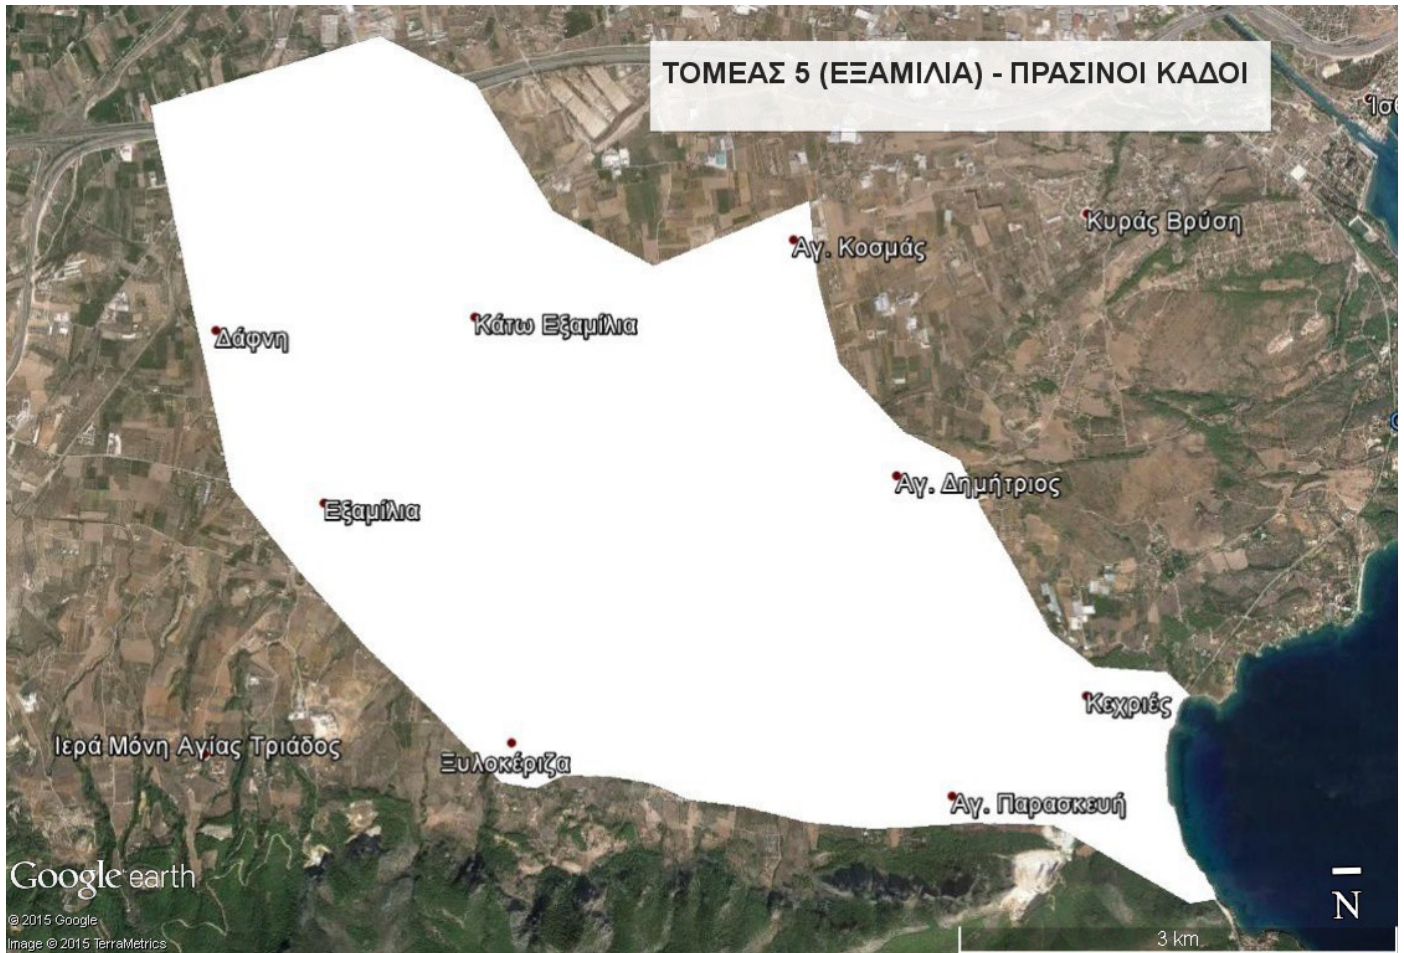 ΤΟΜΕΑΣ 5 (ΕΞΑΜΙΛΙΑ) - ΠΡΑΣΙΝΟΙ ΚΑΔΟΙ
Κυράς Βρύση
Αγ. Κοσμάς
Κάτω Εξαμίλια
Δάφνη
Αγ. Δημήτριος
Εξαμίλια
Κεχριές
Ιερά Μόνη Αγίας Τριάδος
Ξυλοκέριζα
Αγ. Παρασκευή
Google earth
N
© 2015 Google
Image © 2015 TerraMetrics
3 km